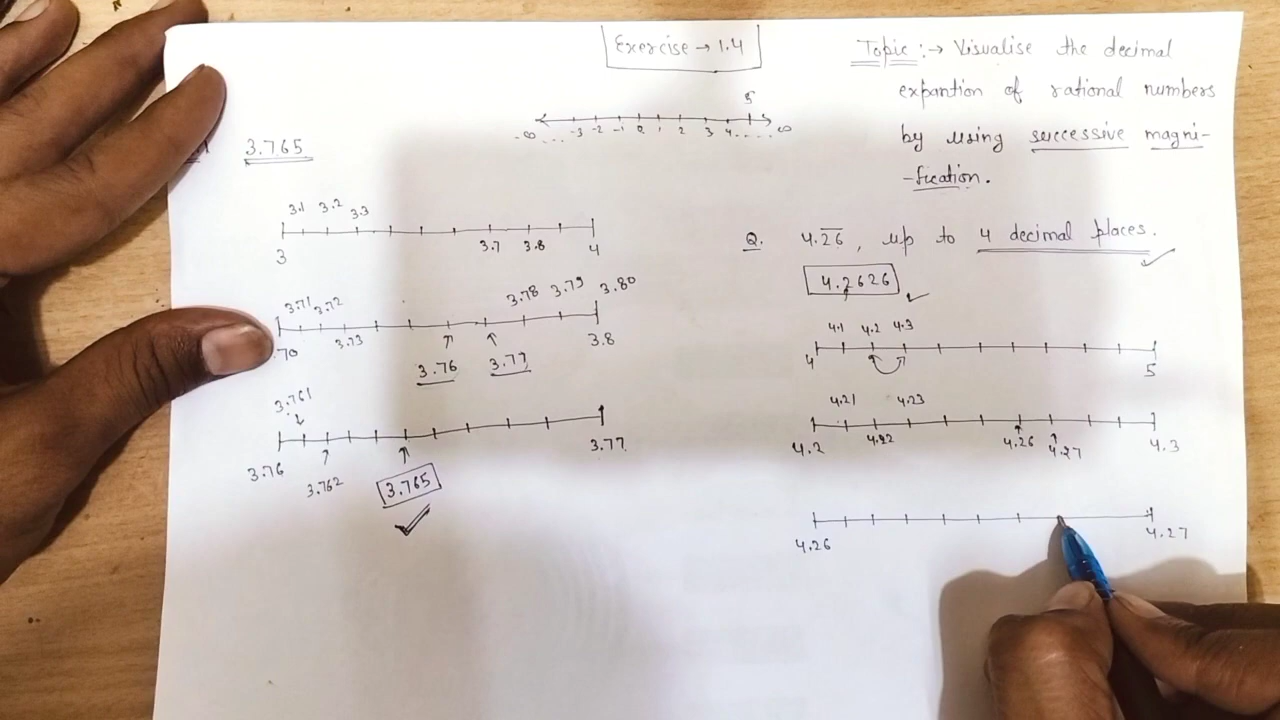 Exercise → 1.4
Topic :→ Visualise the decimal
expantion of rational numbers
by using successive magni-
-fication.
5
-∞ ... -3 -2 -1 0 1 2 3 4 .... ∞
3.765
3.1 3.2 3.3
3 3.7 3.8 4
3.71 3.72 3.78 3.79 3.80
.70 3.73 3.76 3.77 3.8
3.761
3.76 3.762 3.765 3.77
Q. 4.2̅6̅, up to 4 decimal places.
4.2626
4.1 4.2 4.3
4 5
4.21 4.23
4.2 4.22 4.26 4.27 4.3
4.26 4.27